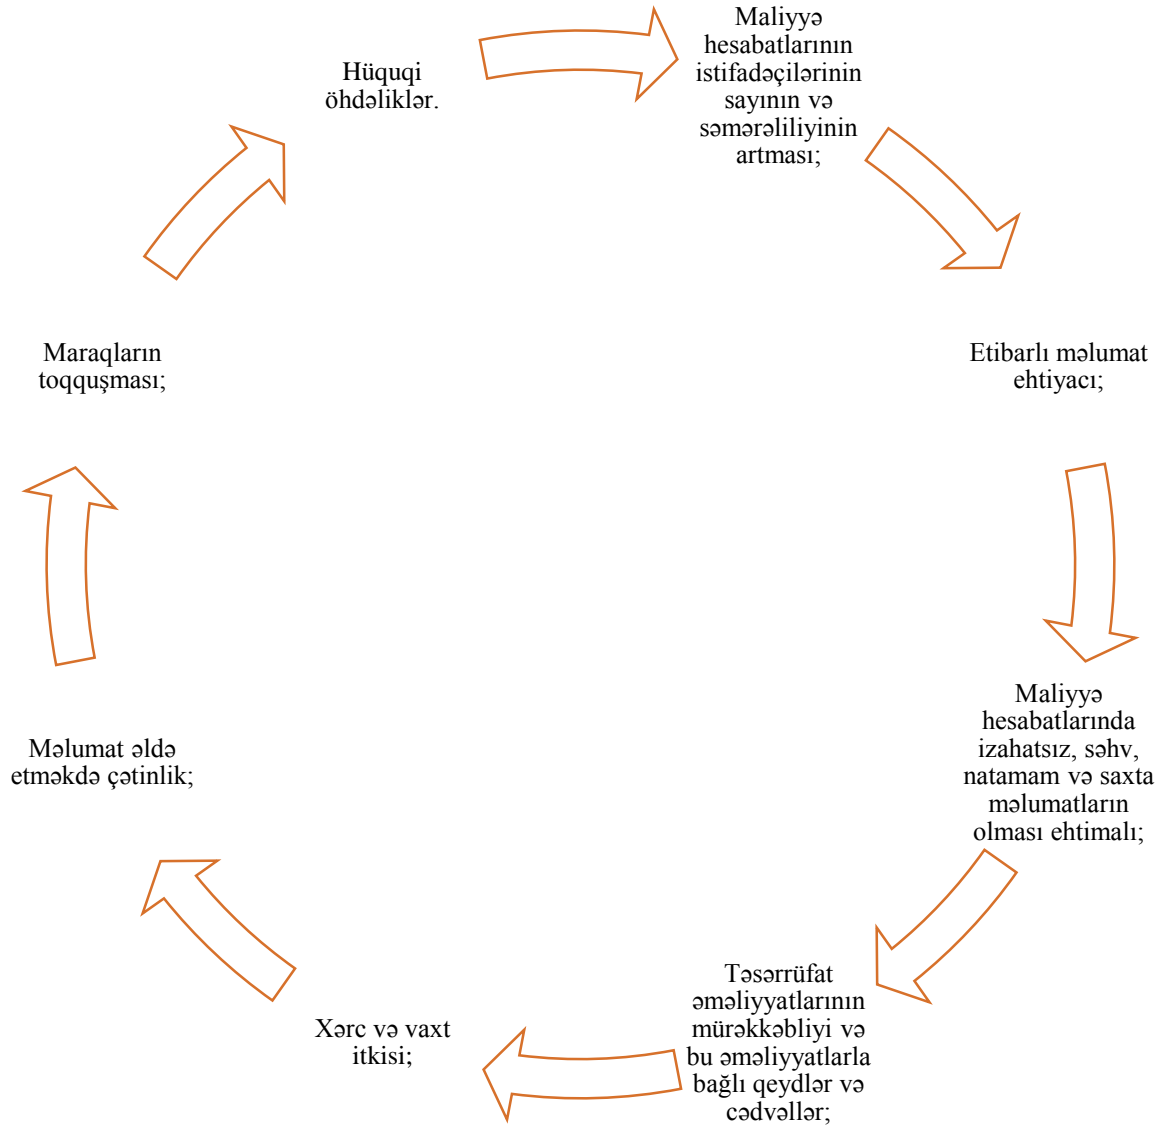 Maliyyə
hesabatlarının
istifadəçilərinin
sayının və
səmərəliliyinin
artması;
Etibarlı məlumat
ehtiyacı;
Maliyyə
hesabatlarında
izahatsız, səhv,
natamam və saxta
məlumatların
olması ehtimalı;
Təsərrüfat
əməliyyatlarının
mürəkkəbliyi və
bu əməliyyatlarla
bağlı qeydlər və
cədvəllər;
Xərc və vaxt
itkisi;
Məlumat əldə
etməkdə çətinlik;
Maraqların
toqquşması;
Hüquqi
öhdəliklər.